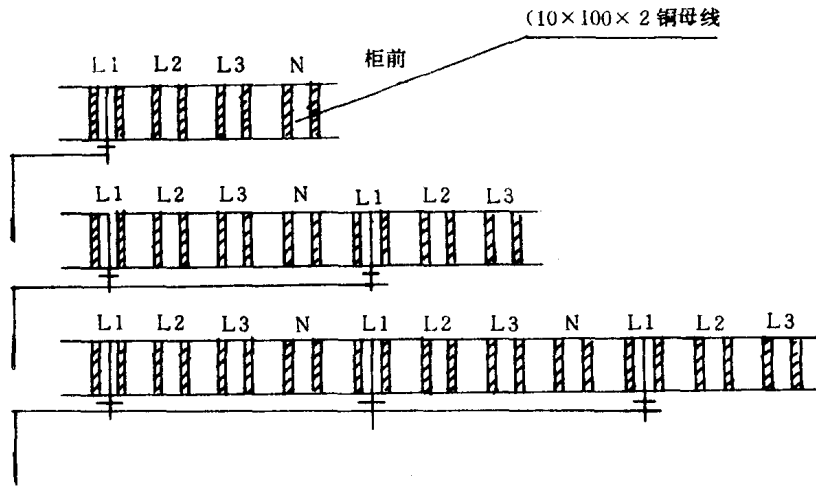 (10×100×2铜母线
柜前
L1 L2 L3 N
L1 L2 L3 N L1 L2 L3
L1 L2 L3 N L1 L2 L3 N L1 L2 L3